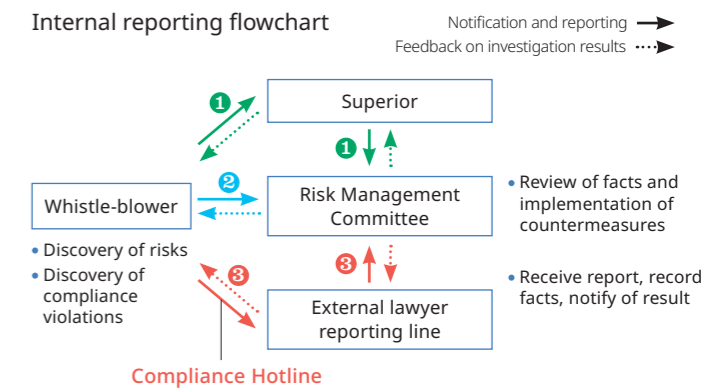 Internal reporting flowchart
Notification and reporting
Feedback on investigation results
1
Superior
1
2
Whistle-blower
Risk Management
Committee
• Review of facts and
implementation of
countermeasures
• Discovery of risks
• Discovery of
compliance
violations
3
3
External lawyer
reporting line
• Receive report, record
facts, notify of result
Compliance Hotline